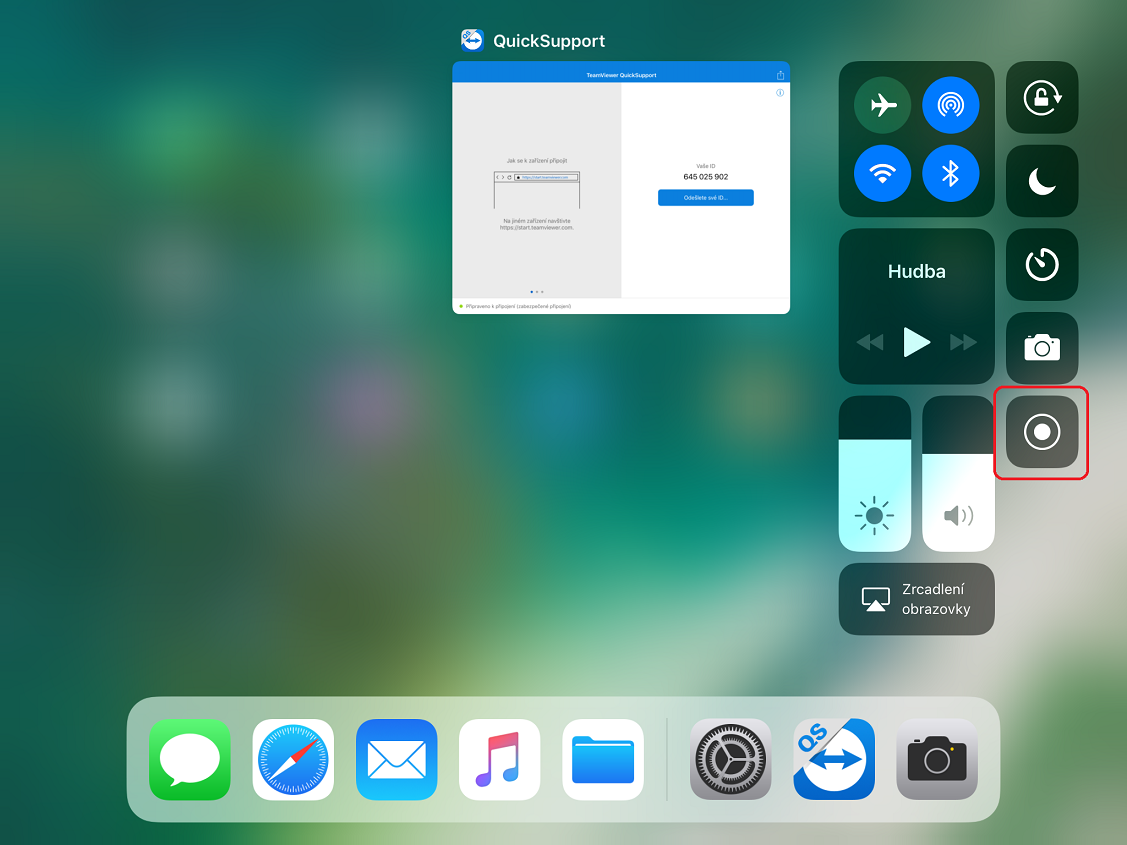 QuickSupport
TeamViewer QuickSupport
Jak se k zařízení připojit
https://start.teamviewer.com
Na jiném zařízení navštivte
https://start.teamviewer.com.
Vaše ID
645 025 902
Odešlete své ID...
Připraveno k připojení (zabezpečené připojení)
Hudba
Zrcadlení
obrazovky
QS